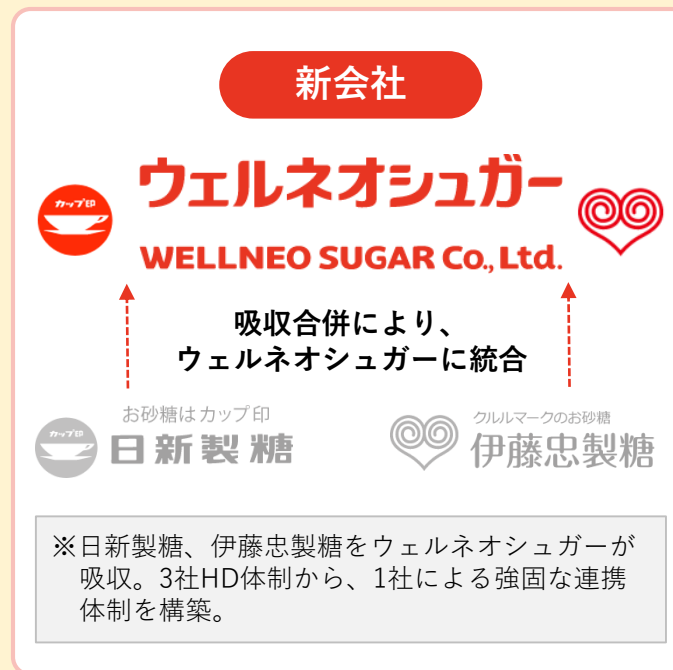 新会社
カップ印
ウェルネオシュガー
WELLNEO SUGAR Co., Ltd.
吸収合併により、
ウェルネオシュガーに統合
お砂糖はカップ印
カップ印
日新製糖
クルルマークのお砂糖
伊藤忠製糖
※日新製糖、伊藤忠製糖をウェルネオシュガーが
吸収。3社HD体制から、1社による強固な連携
体制を構築。